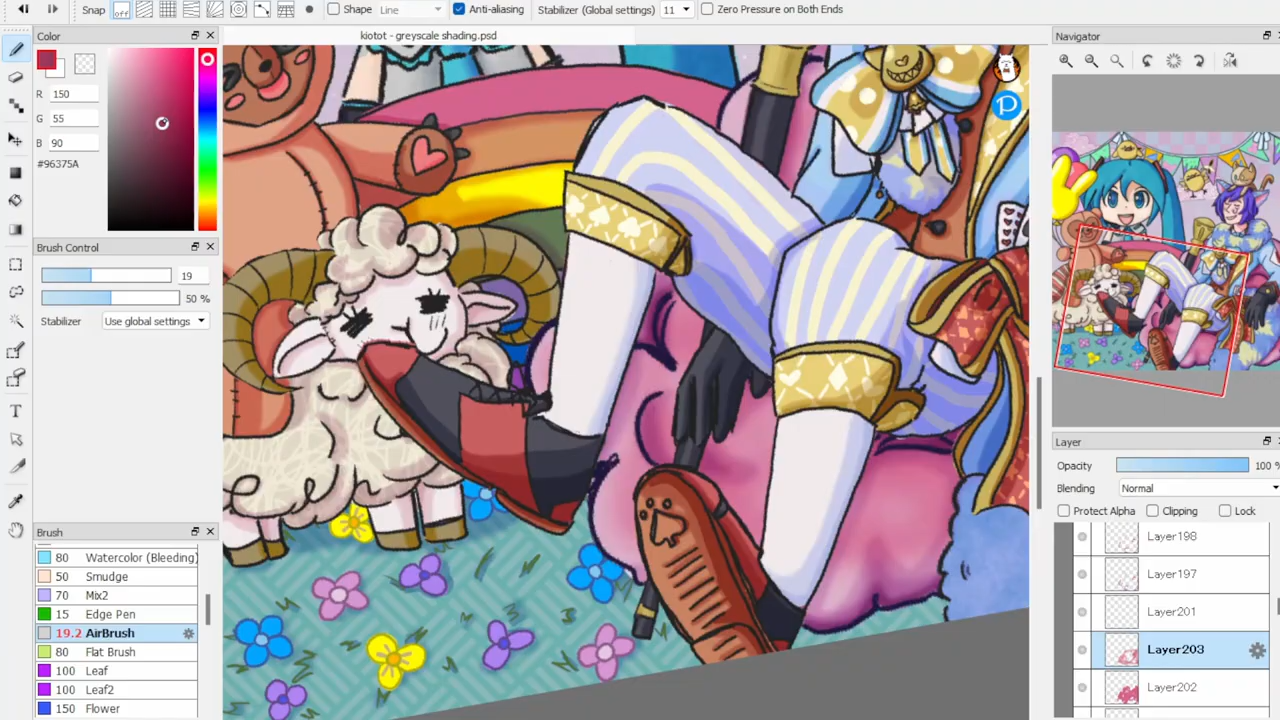 Snap
off
Shape
Line
Anti-aliasing
Stabilizer (Global settings)
11
Zero Pressure on Both Ends
Color
kiotot - greyscale shading.psd
Navigator
R
150
G
55
B
90
#96375A
Brush Control
19
50 %
Stabilizer
Use global settings
Brush
80 Watercolor (Bleeding)
50 Smudge
70 Mix2
15 Edge Pen
19.2 AirBrush
80 Flat Brush
100 Leaf
100 Leaf2
150 Flower
Layer
Opacity
100 %
Blending
Normal
Protect Alpha
Clipping
Lock
Layer198
Layer197
Layer201
Layer203
Layer202